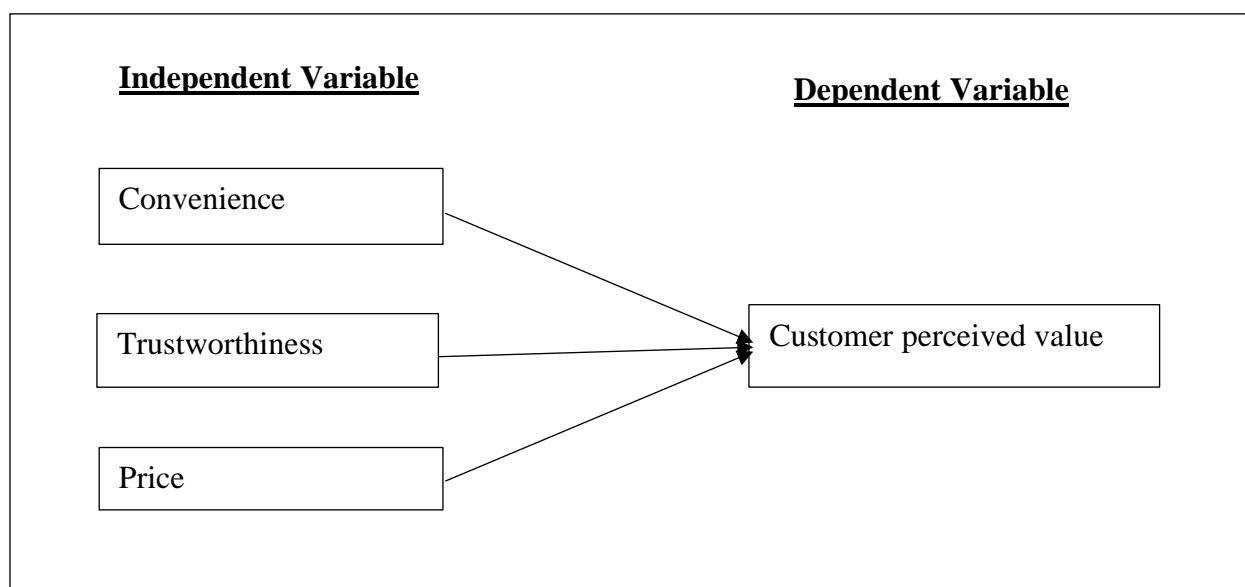 Independent Variable
Dependent Variable
Convenience
Trustworthiness
Customer perceived value
Price